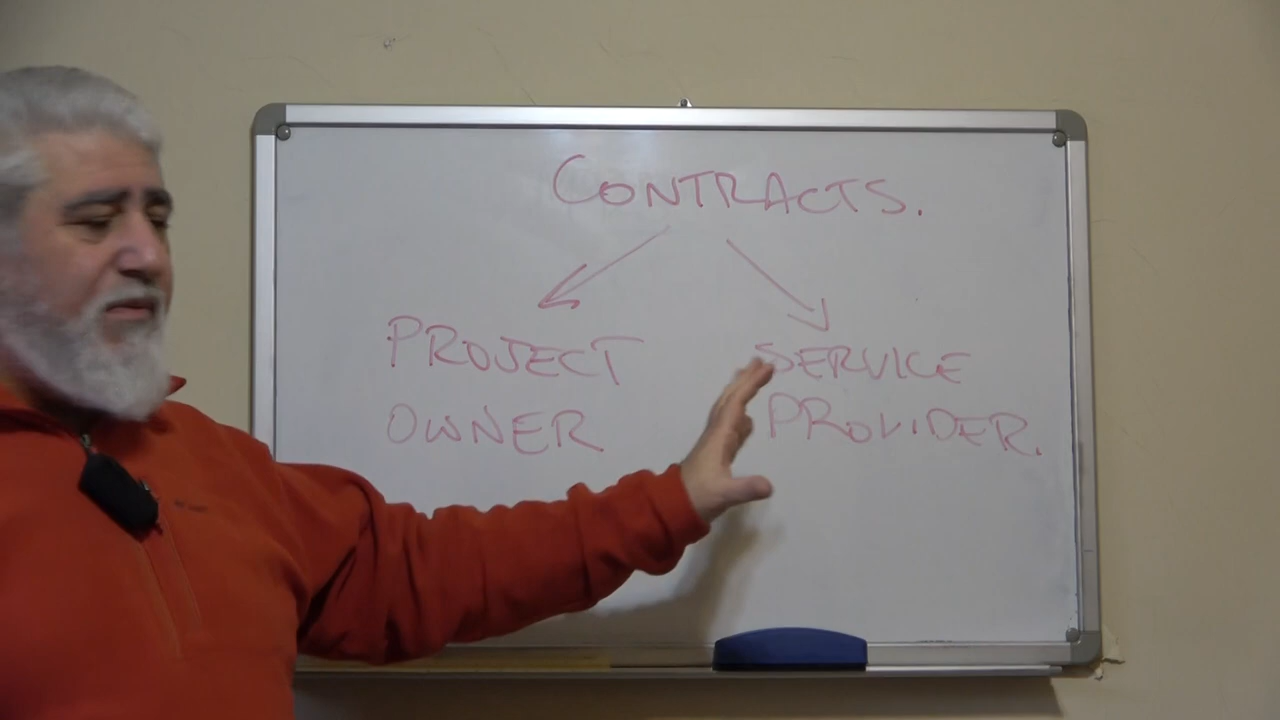 CONTRACTS.
PROJECT
OWNER
SERVICE
PROVIDER.